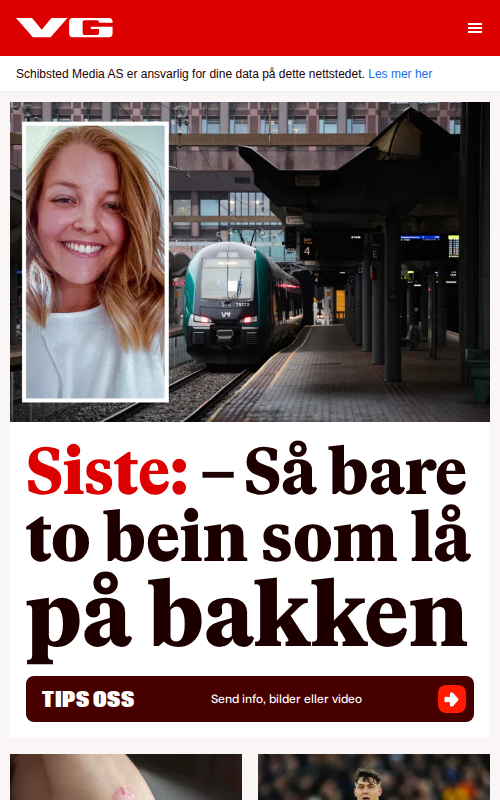 VG
Schibsted Media AS er ansvarlig for dine data på dette nettstedet. Les mer her
4
E
Siste: – Så bare
to bein som lå
på bakken
TIPS OSS
Send info, bilder eller video